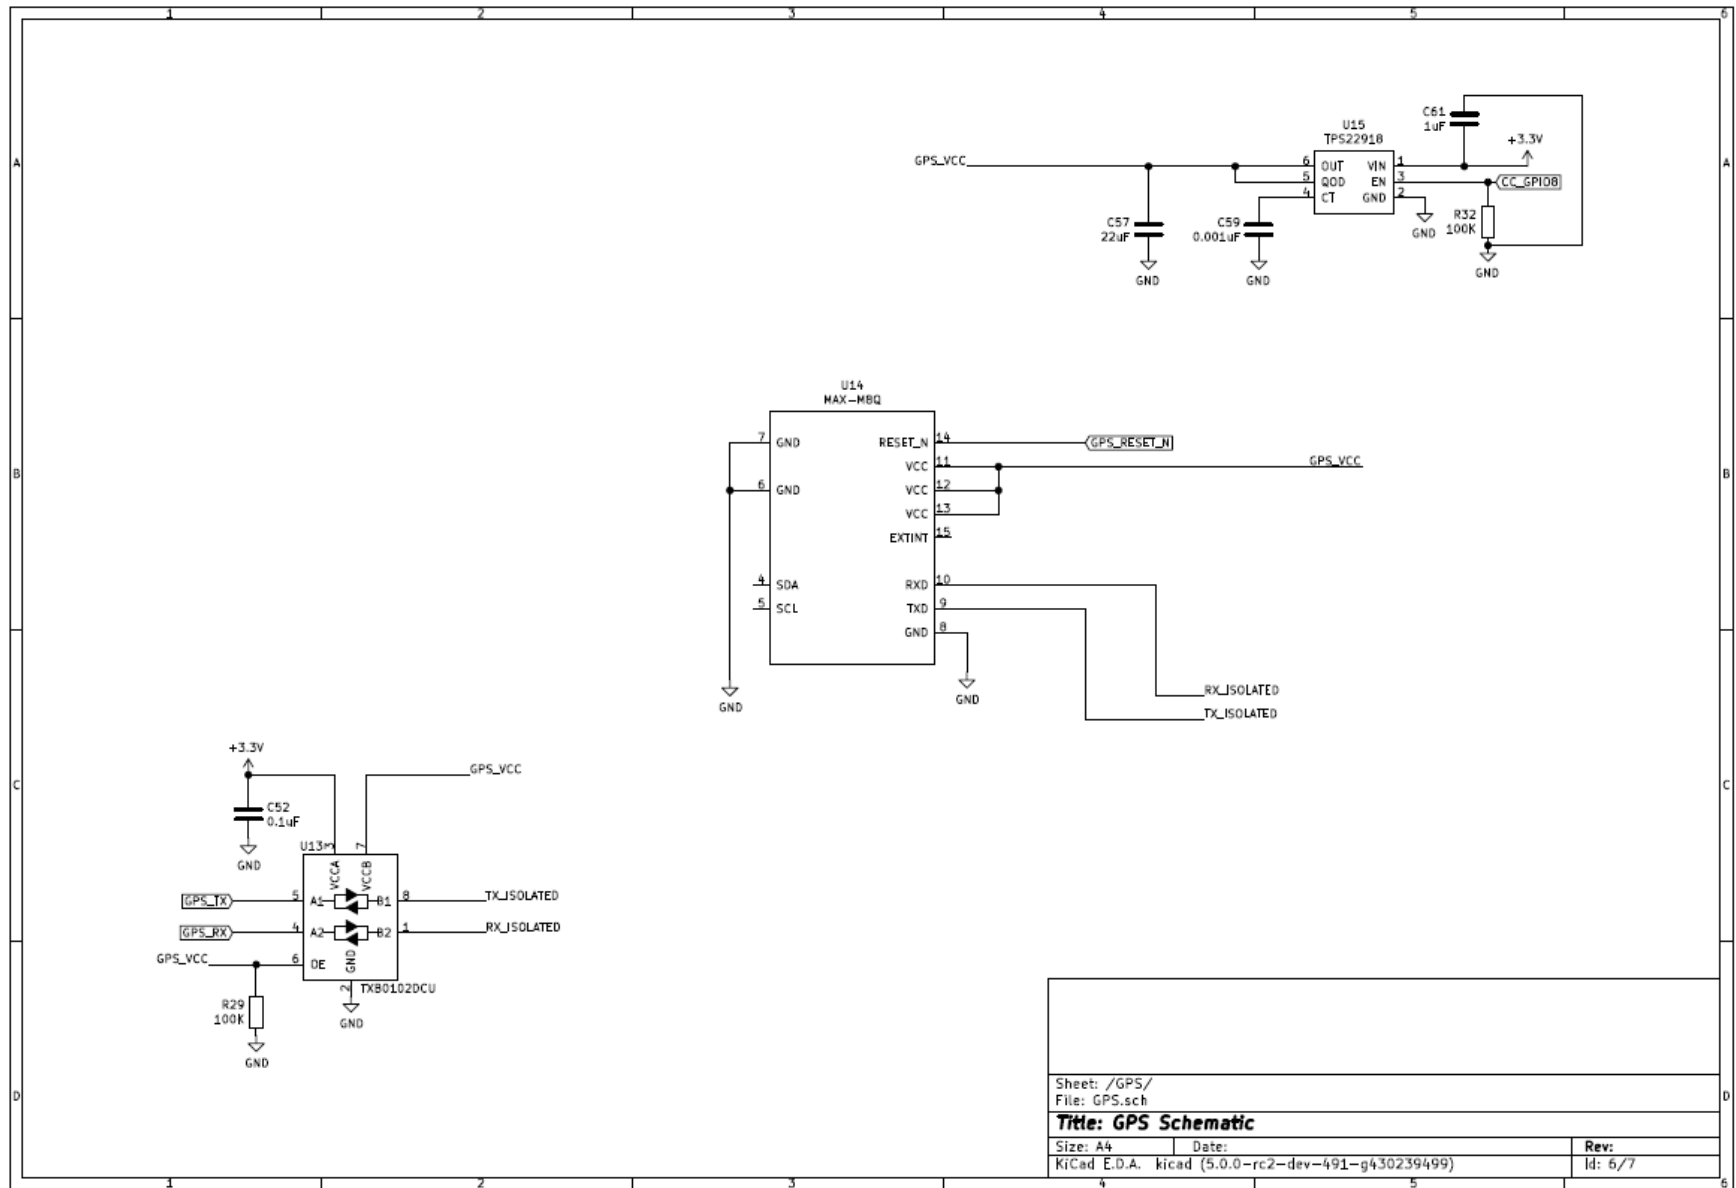 1 2 3 4 5 6
A
A
B
B
C
C
D
D
C61
1uF
U15
TPS22918
+3.3V
GPS_VCC
6 OUT VIN 1
5 QOD EN 3
4 CT GND 2
CC_GPIO8
C57
22uF
C59
0.001uF
R32
100K
GND
GND
GND
GND
U14
MAX-M8Q
7 GND RESET_N 14
GPS_RESET_N
VCC 11
GPS_VCC
6 GND VCC 12
VCC 13
EXTINT 15
4 SDA RXD 10
5 SCL TXD 9
GND 8
GND
GND
RX_ISOLATED
TX_ISOLATED
+3.3V
GPS_VCC
C52
0.1uF
GND
U13
3 7
VCCA VCCB
GPS_TX 5 A1 B1 8 TX_ISOLATED
GPS_RX 4 A2 B2 1 RX_ISOLATED
GPS_VCC 6 OE GND
2 TXB0102DCU
R29
100K
GND
GND
Sheet: /GPS/
File: GPS.sch
Title: GPS Schematic
Size: A4 Date: Rev:
KiCad E.D.A. kicad (5.0.0-rc2-dev-491-g430239499) Id: 6/7
1 2 3 4 5 6